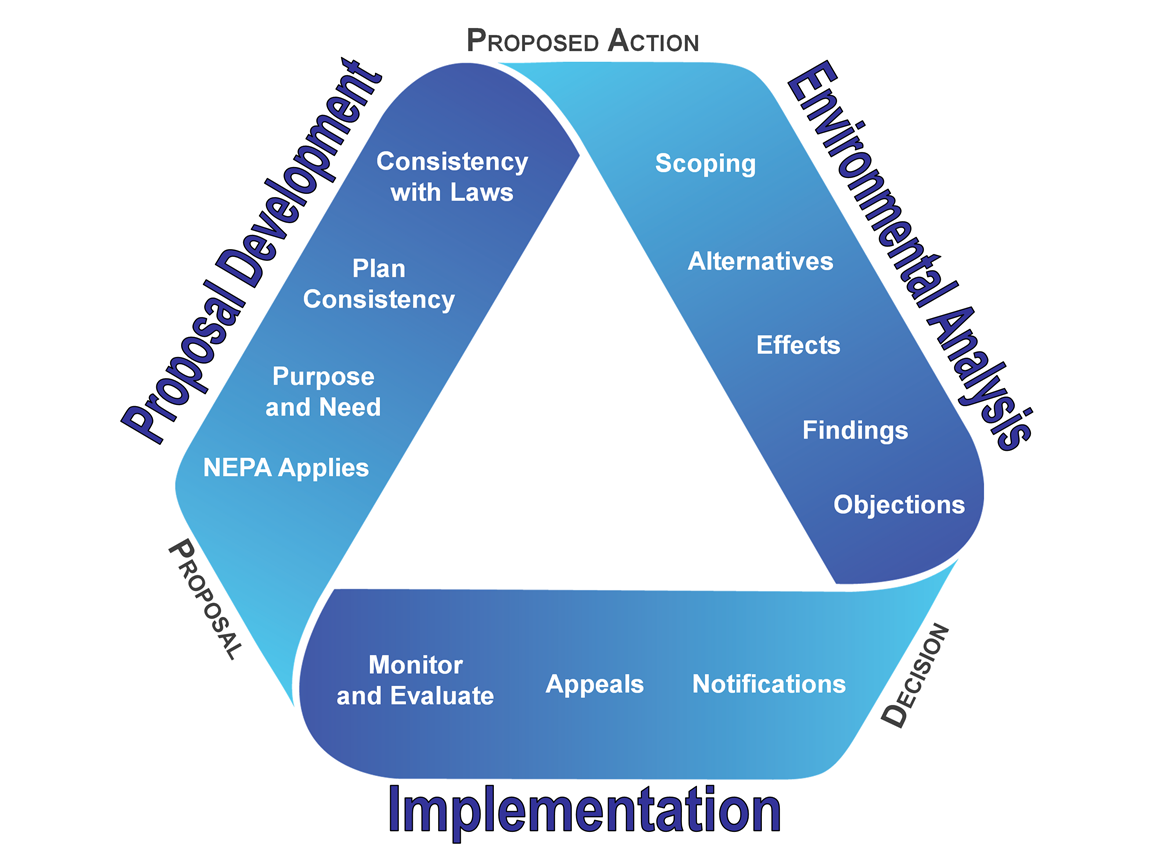 PROPOSED ACTION
Proposal Development
Consistency
with Laws
Plan
Consistency
Purpose
and Need
NEPA Applies
PROPOSAL
Environmental Analysis
Scoping
Alternatives
Effects
Findings
Objections
DECISION
Monitor
and Evaluate
Appeals
Notifications
Implementation